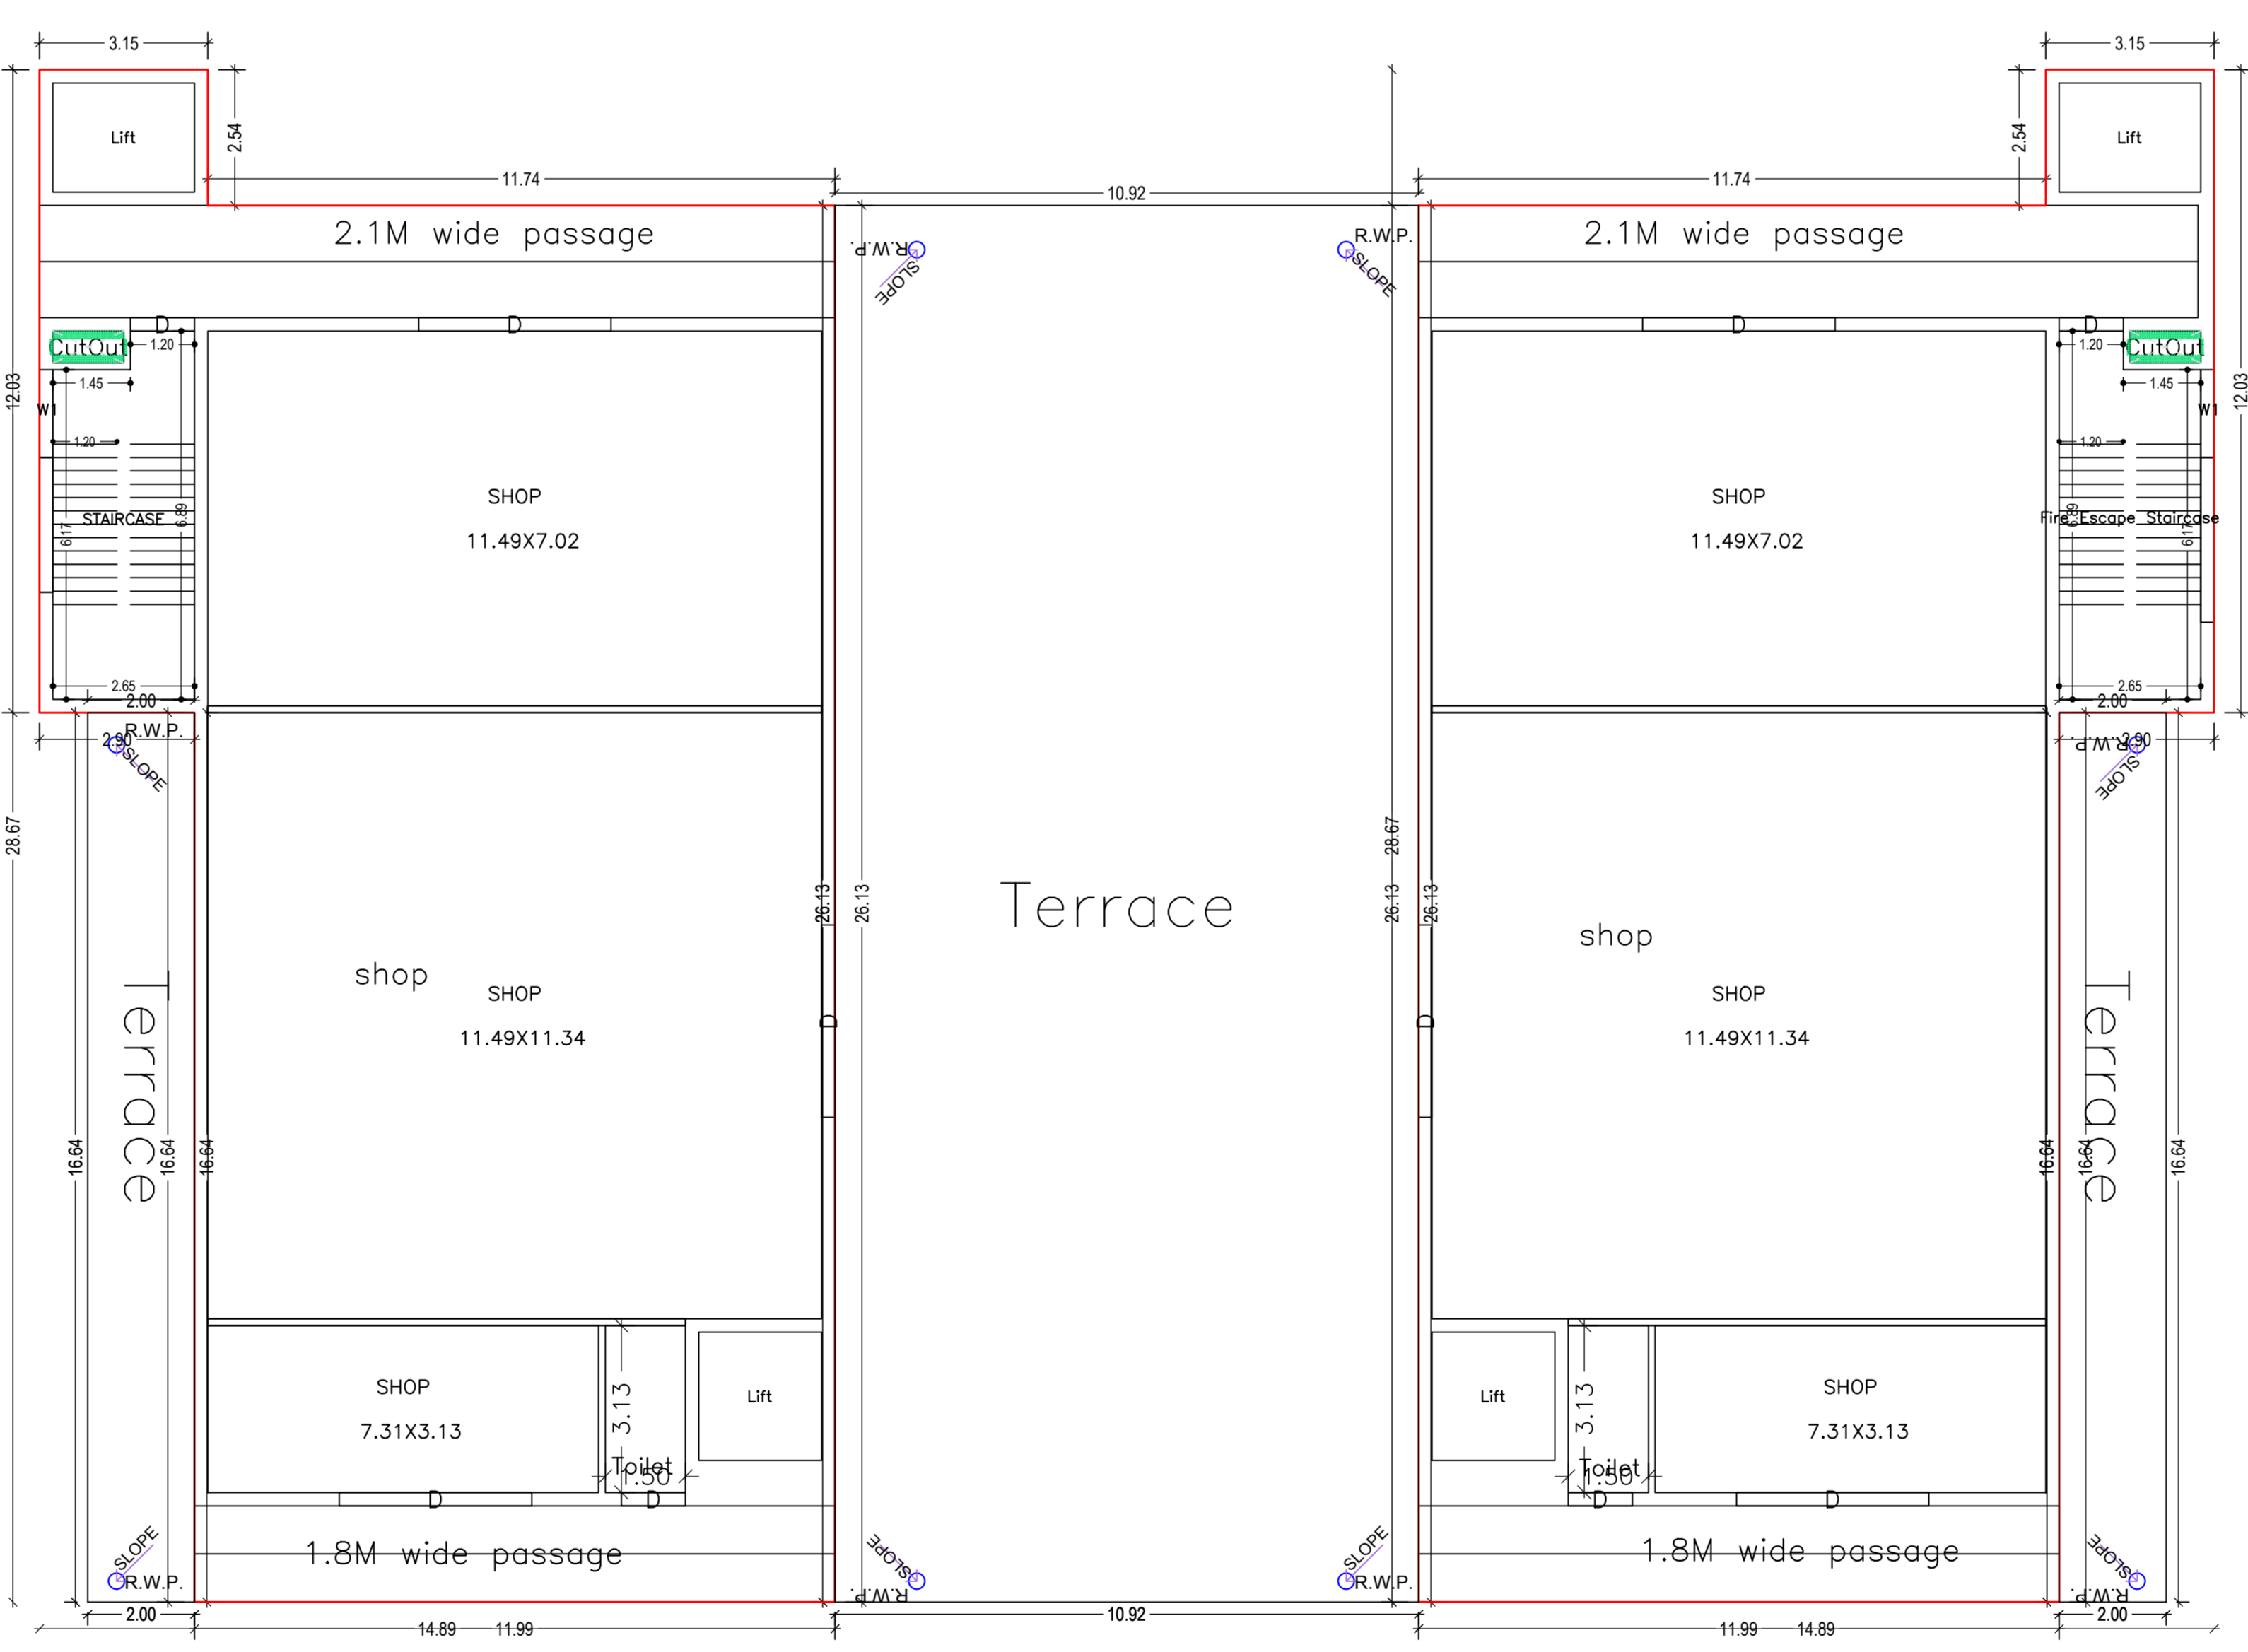 3.15
3.15
Lift
2.54
2.54
Lift
11.74
10.92
11.74
2.1M wide passage
R.W.P.
SLOPE
R.W.P.
SLOPE
2.1M wide passage
D
D
D
D
CutOut
1.20
1.20
CutOut
1.45
1.45
12.03
12.03
W1
W1
1.20
1.20
SHOP
11.49X7.02
SHOP
11.49X7.02
STAIRCASE
6.17
6.89
Fire Escape Staircase
6.89
6.17
2.65
2.00
2.65
2.00
R.W.P.
2.90
SLOPE
R.W.P.
2.90
SLOPE
28.67
28.67
26.13
26.13
26.13
26.13
Terrace
shop
shop
SHOP
11.49X11.34
SHOP
11.49X11.34
D
D
Terrace
Terrace
16.64
16.64
16.64
16.64
16.64
16.64
SHOP
7.31X3.13
3.13
Toilet
1.50
Lift
Lift
3.13
Toilet
1.50
SHOP
7.31X3.13
D
D
D
D
SLOPE
R.W.P.
1.8M wide passage
SLOPE
R.W.P.
SLOPE
R.W.P.
1.8M wide passage
SLOPE
R.W.P.
2.00
10.92
2.00
14.89
11.99
11.99
14.89